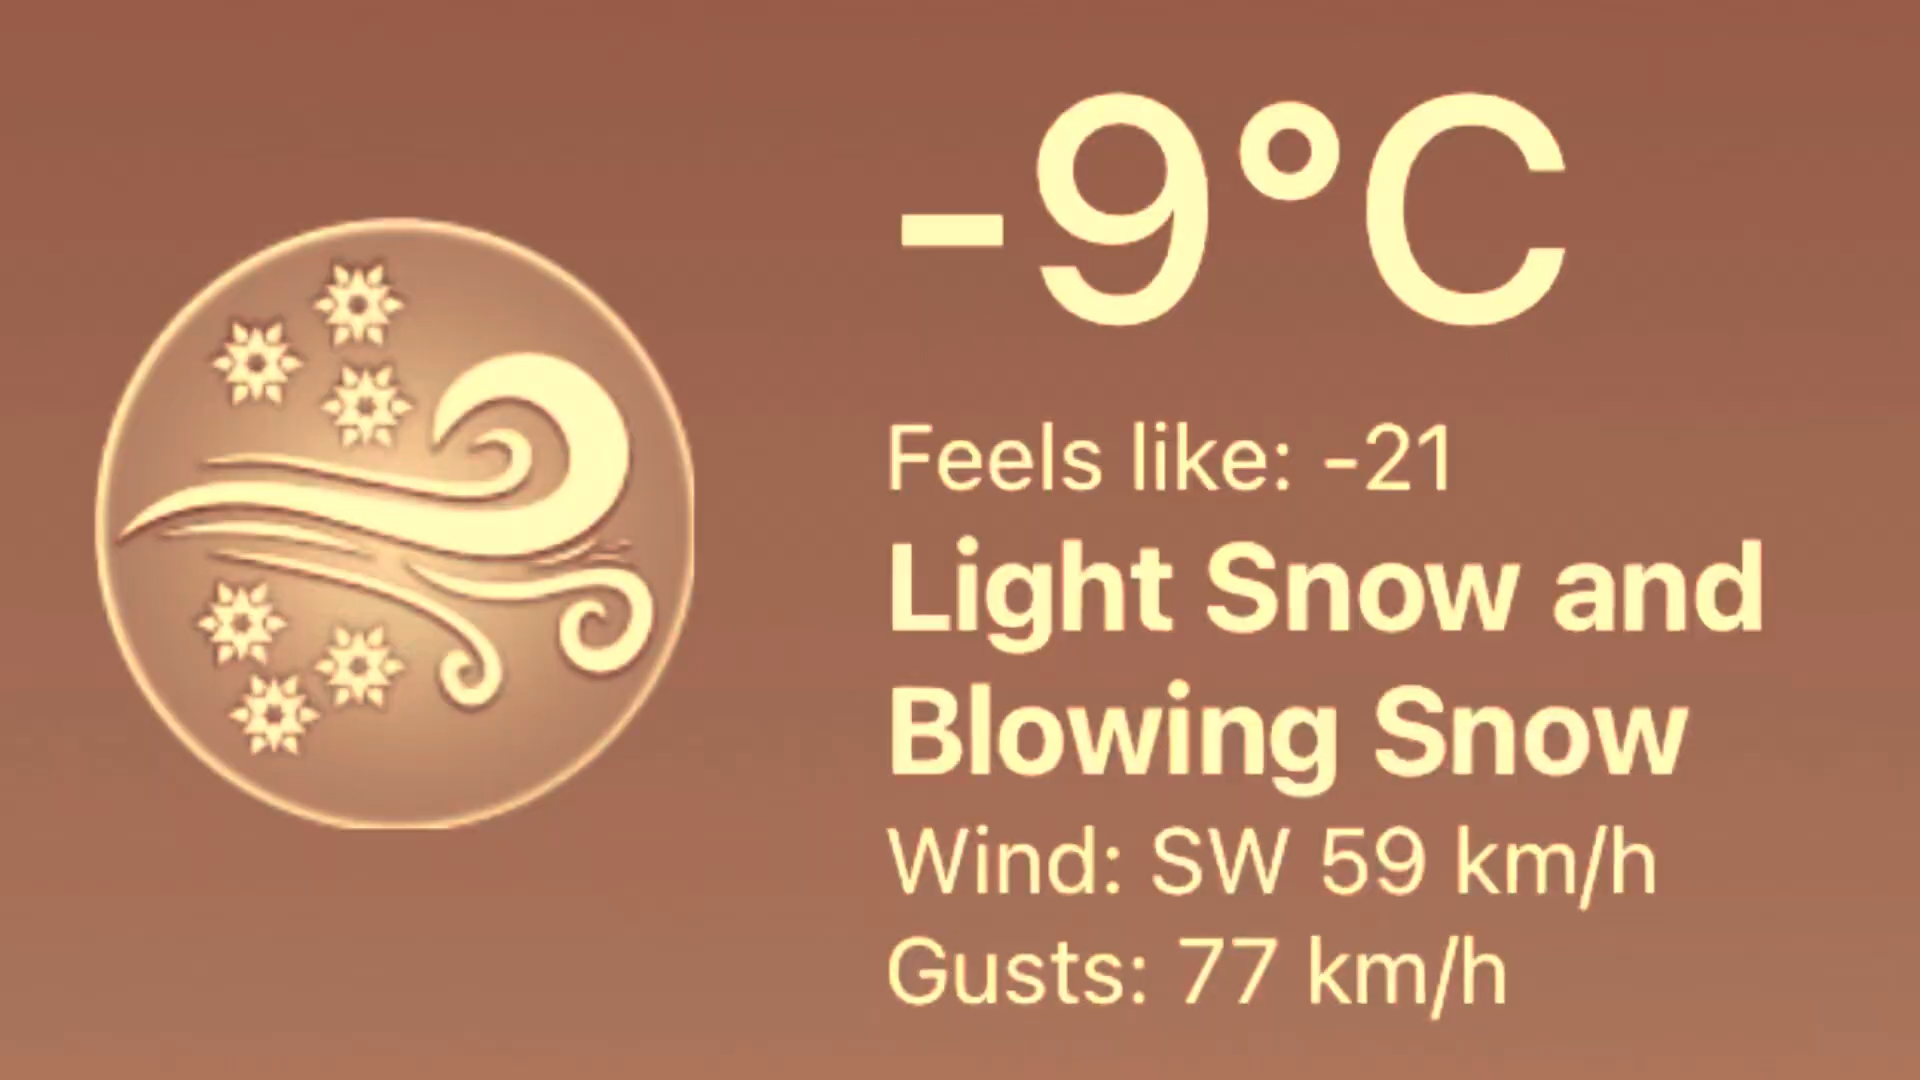 -9°C
Feels like: -21
Light Snow and
Blowing Snow
Wind: SW 59 km/h
Gusts: 77 km/h